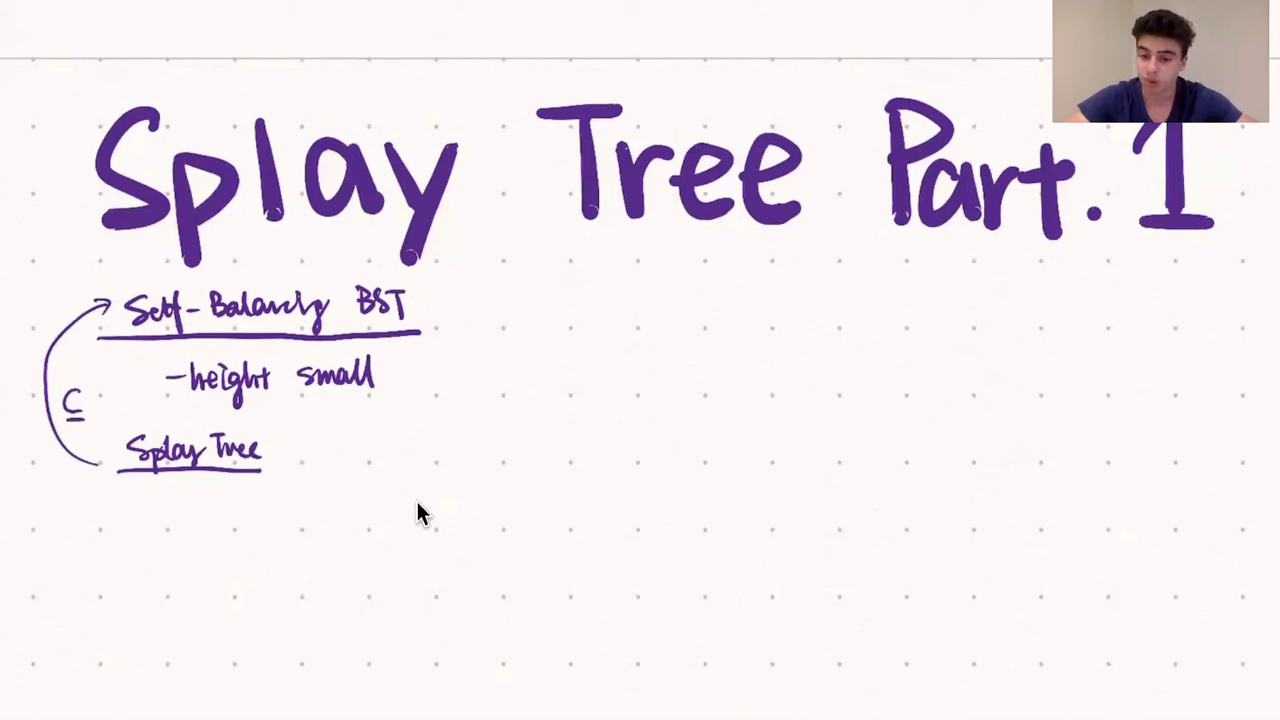 Splay Tree Part. 1
Self-Balancing BST
-height small
⊆
Splay Tree